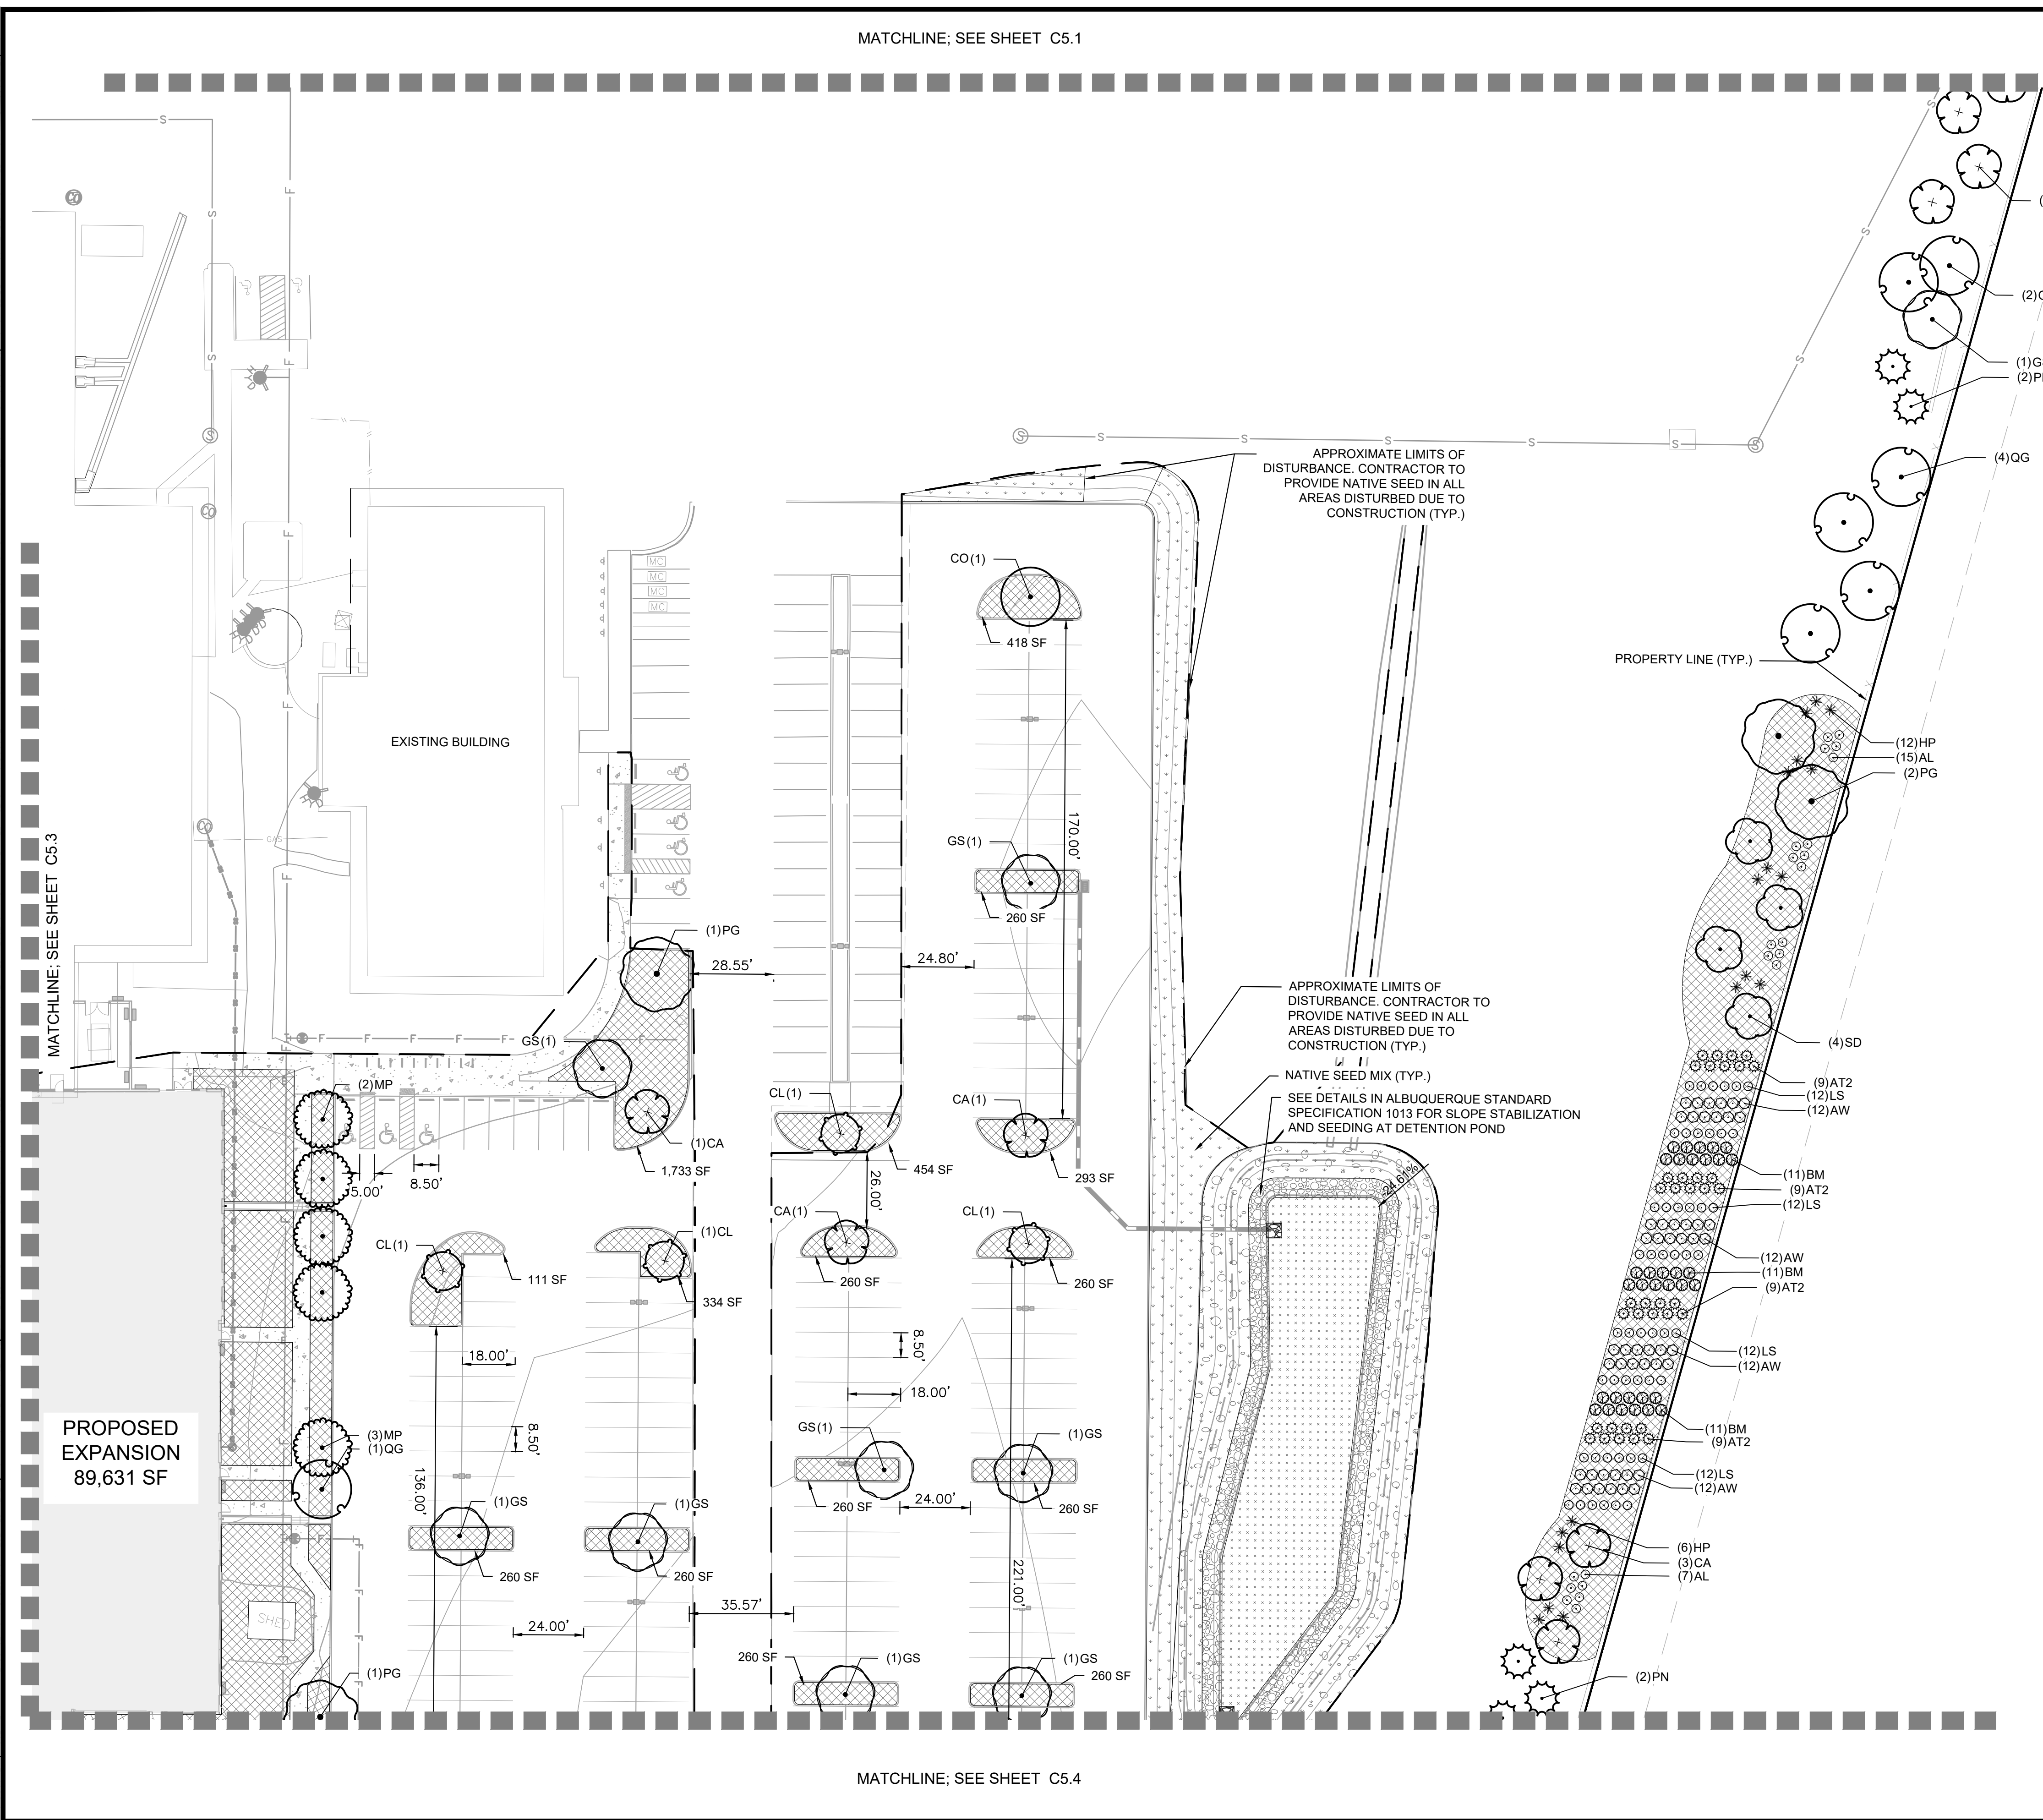 MATCHLINE; SEE SHEET C5.1
S
F
S
S
F
F
S
S
CO
HYD
S
CO
S
S
S
S
S
S
S
S
S
(2)
(1)G
(2)P
(4)QG
APPROXIMATE LIMITS OF
DISTURBANCE. CONTRACTOR TO
PROVIDE NATIVE SEED IN ALL
AREAS DISTURBED DUE TO
CONSTRUCTION (TYP.)
MC
MC
MC
MC
CO(1)
418 SF
PROPERTY LINE (TYP.)
EXISTING BUILDING
(12)HP
(15)AL
(2)PG
CO
GAS
MATCHLINE; SEE SHEET C5.3
170.00'
GS(1)
260 SF
(1)PG
28.55'
24.80'
APPROXIMATE LIMITS OF
DISTURBANCE. CONTRACTOR TO
PROVIDE NATIVE SEED IN ALL
AREAS DISTURBED DUE TO
CONSTRUCTION (TYP.)
F
F
F
F
F
GS(1)
(4)SD
(2)MP
NATIVE SEED MIX (TYP.)
SEE DETAILS IN ALBUQUERQUE STANDARD
SPECIFICATION 1013 FOR SLOPE STABILIZATION
AND SEEDING AT DETENTION POND
CL(1)
CA(1)
(9)AT2
(12)LS
(12)AW
(1)CA
1,733 SF
454 SF
293 SF
5.00'
8.50'
26.00'
-24.61%
(11)BM
(9)AT2
(12)LS
CA(1)
CL(1)
CL(1)
(1)CL
111 SF
334 SF
260 SF
260 SF
(12)AW
(11)BM
(9)AT2
18.00'
8.50'
18.00'
(12)LS
(12)AW
PROPOSED
EXPANSION
89,631 SF
(3)MP
(1)QG
8.50'
136.00'
GS(1)
(1)GS
(11)BM
(9)AT2
(12)LS
(12)AW
(1)GS
(1)GS
260 SF
24.00'
260 SF
260 SF
260 SF
(6)HP
(3)CA
(7)AL
221.00'
SHED
24.00'
35.57'
(1)PG
260 SF
(1)GS
(1)GS
260 SF
(2)PN
MATCHLINE; SEE SHEET C5.4